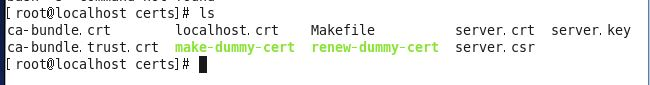 [root@localhost certs]# ls
ca-bundle.crt        localhost.crt    Makefile          server.crt  server.key
ca-bundle.trust.crt  make-dummy-cert  renew-dummy-cert  server.csr
[root@localhost certs]#